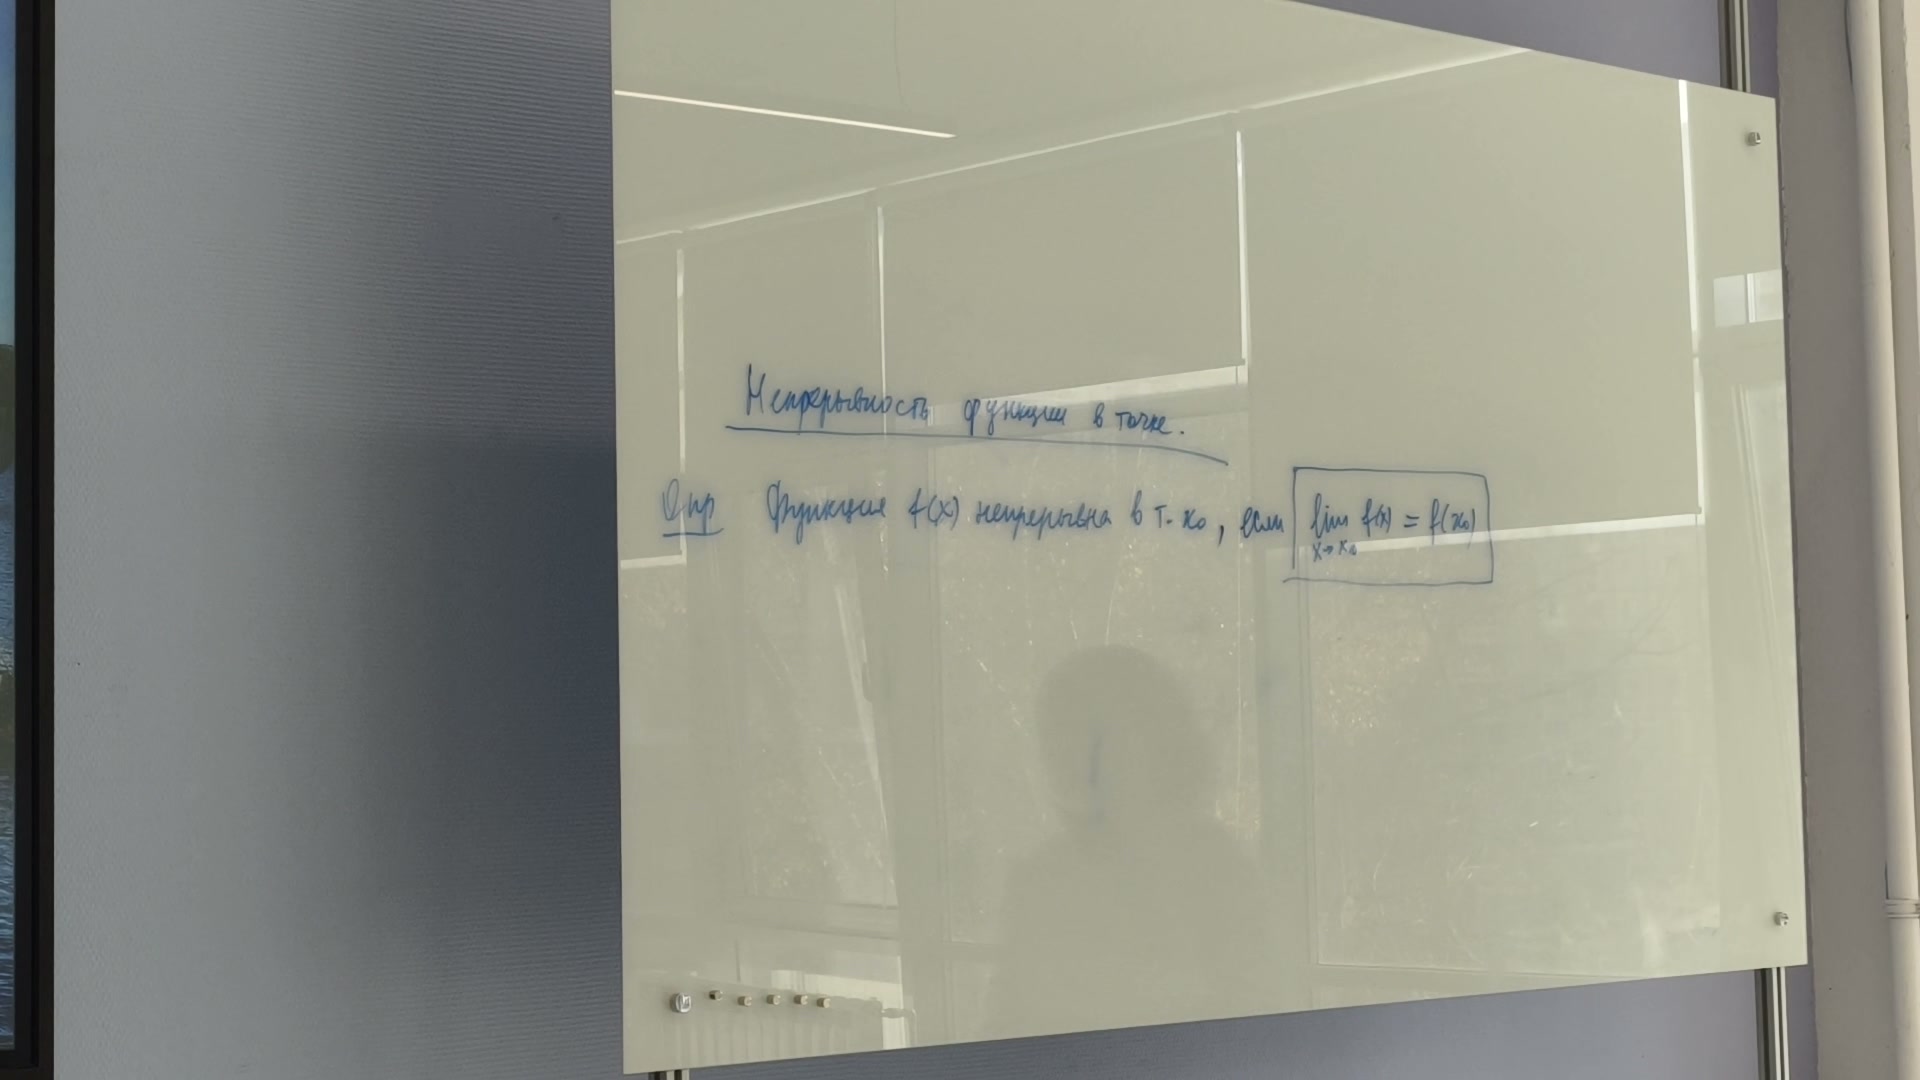 Непрерывность функции в точке.
Опр Функция f(x) непрерывна в т. x₀, если lim f(x) = f(x₀)
x→x₀